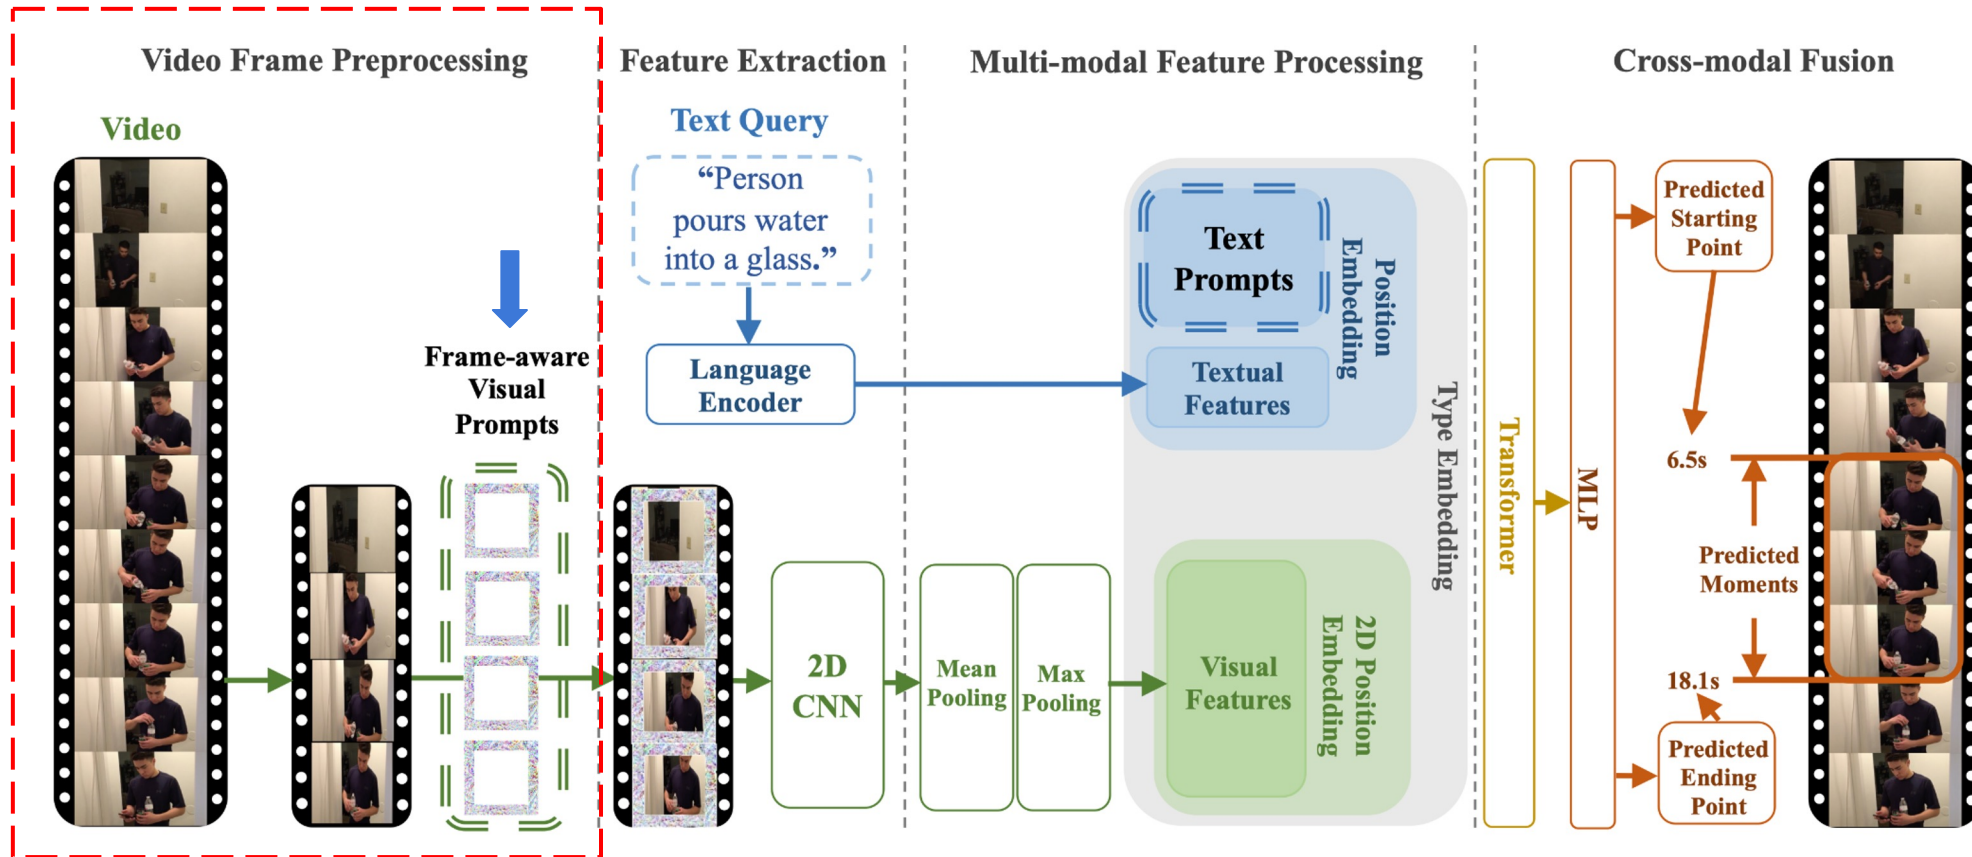 Video Frame Preprocessing
Feature Extraction
Multi-modal Feature Processing
Cross-modal Fusion
Video
Frame-aware
Visual
Prompts
Text Query
“Person
pours water
into a glass.”
Language
Encoder
2D
CNN
Mean
Pooling
Max
Pooling
Text
Prompts
Position
Embedding
Textual
Features
Visual
Features
2D Position
Embedding
Type Embedding
Transformer
MLP
Predicted
Starting
Point
6.5s
Predicted
Moments
18.1s
Predicted
Ending
Point